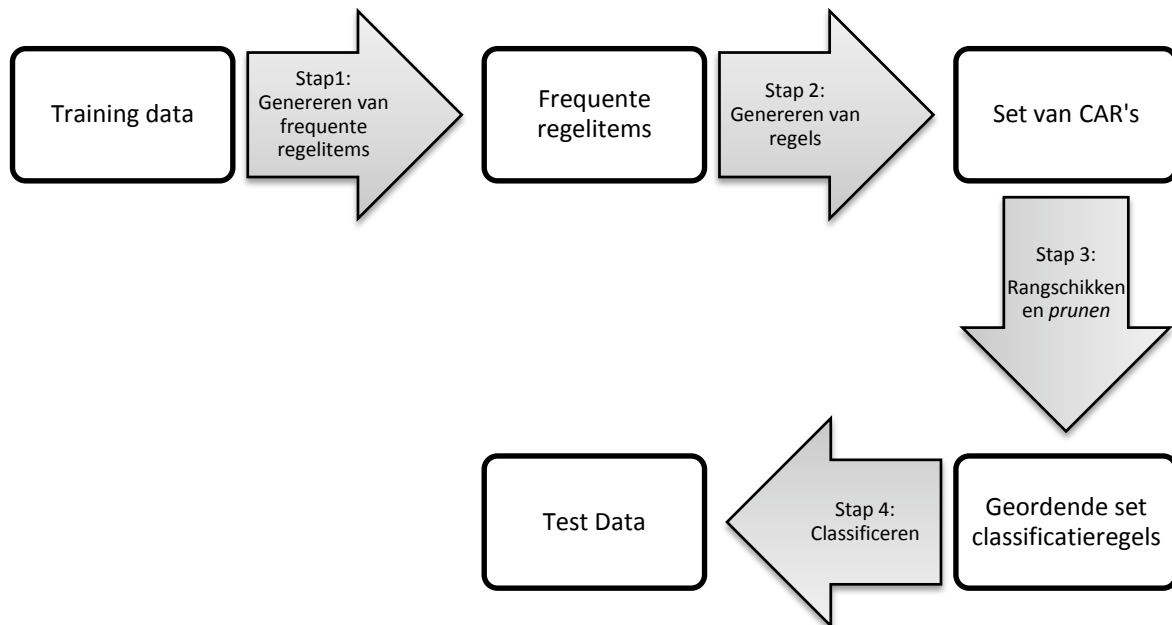 Training data
Stap1:
Genereren van
frequente
regelitems
Frequente
regelitems
Stap 2:
Genereren van
regels
Set van CAR's
Stap 3:
Rangschikken
en prunen
Geordende set
classificatieregels
Stap 4:
Classificeren
Test Data